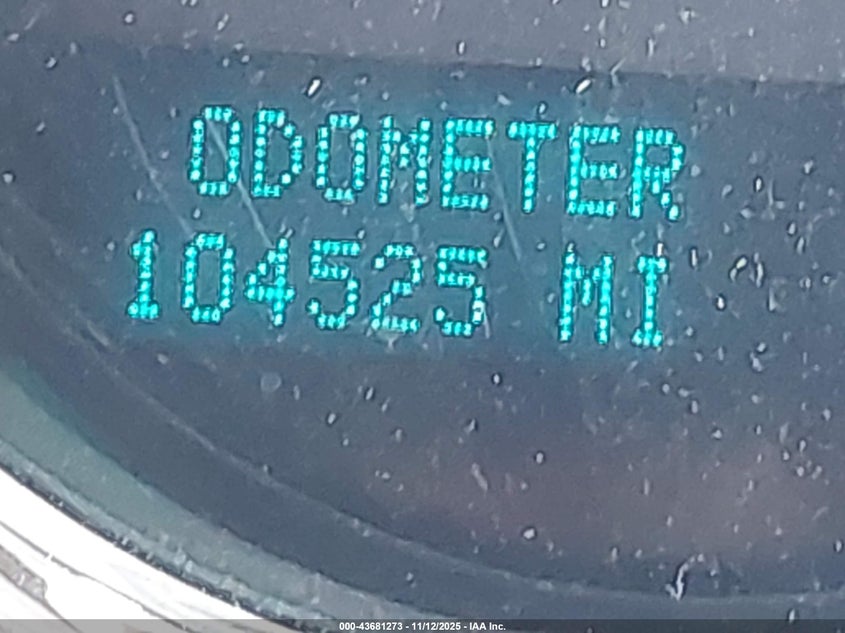 ODOMETER
104525 MI
000-43681273 - 11/12/2025 - IAA Inc.